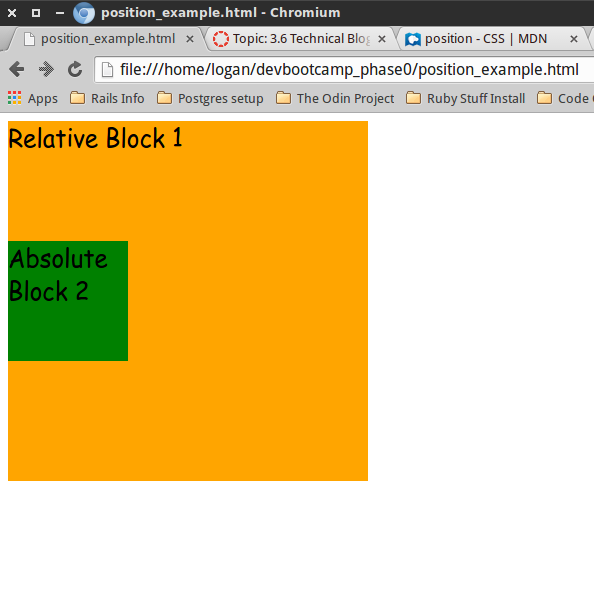 position_example.html - Chromium
position_example.html
Topic: 3.6 Technical Blog
position - CSS | MDN
file:///home/logan/devbootcamp_phase0/position_example.html
Apps
Rails Info
Postgres setup
The Odin Project
Ruby Stuff Install
Code
Relative Block 1
Absolute
Block 2